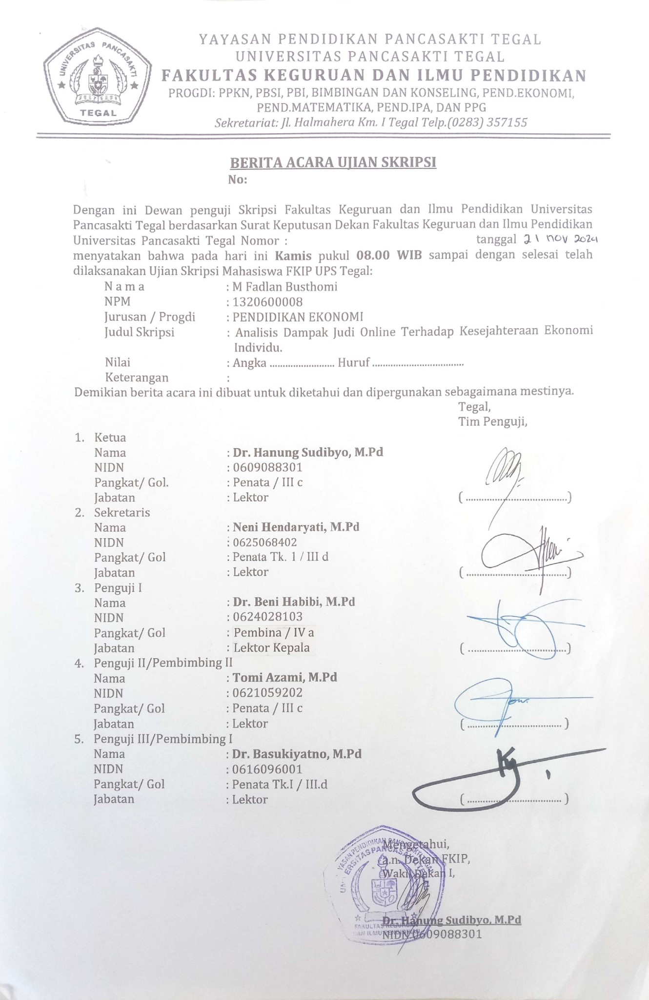 UNIVERSITAS PANCASAKTI
TEGAL
YAYASAN PENDIDIKAN PANCASAKTI TEGAL
UNIVERSITAS PANCASAKTI TEGAL
FAKULTAS KEGURUAN DAN ILMU PENDIDIKAN
PROGDI: PPKN, PBSI, PBI, BIMBINGAN DAN KONSELING, PEND.EKONOMI,
PEND.MATEMATIKA, PEND.IPA, DAN PPG
Sekretariat: Jl. Halmahera Km. I Tegal Telp.(0283) 357155
BERITA ACARA UJIAN SKRIPSI
No:
Dengan ini Dewan penguji Skripsi Fakultas Keguruan dan Ilmu Pendidikan Universitas
Pancasakti Tegal berdasarkan Surat Keputusan Dekan Fakultas Keguruan dan Ilmu Pendidikan
Universitas Pancasakti Tegal Nomor : tanggal 21 nov 2024
menyatakan bahwa pada hari ini Kamis pukul 08.00 WIB sampai dengan selesai telah
dilaksanakan Ujian Skripsi Mahasiswa FKIP UPS Tegal:
N a m a : M Fadlan Busthomi
NPM : 1320600008
Jurusan / Progdi : PENDIDIKAN EKONOMI
Judul Skripsi : Analisis Dampak Judi Online Terhadap Kesejahteraan Ekonomi
Individu.
Nilai : Angka ......................... Huruf ...................................
Keterangan :
Demikian berita acara ini dibuat untuk diketahui dan dipergunakan sebagaimana mestinya.
Tegal,
Tim Penguji,
1. Ketua
Nama : Dr. Hanung Sudibyo, M.Pd
NIDN : 0609088301
Pangkat/ Gol. : Penata / III c
Jabatan : Lektor (.......................................)
2. Sekretaris
Nama : Neni Hendaryati, M.Pd
NIDN : 0625068402
Pangkat/ Gol : Penata Tk. 1 / III d
Jabatan : Lektor (.......................................)
3. Penguji I
Nama : Dr. Beni Habibi, M.Pd
NIDN : 0624028103
Pangkat/ Gol : Pembina / IV a
Jabatan : Lektor Kepala (.......................................)
4. Penguji II/Pembimbing II
Nama : Tomi Azami, M.Pd
NIDN : 0621059202
Pangkat/ Gol : Penata / III c
Jabatan : Lektor (.................................... )
5. Penguji III/Pembimbing I
Nama : Dr. Basukiyatno, M.Pd
NIDN : 0616096001
Pangkat/ Gol : Penata Tk.I / III.d
Jabatan : Lektor (.................................... )
Mengetahui,
a.n. Dekan FKIP,
Wakil Dekan I,
Dr. Hanung Sudibyo, M.Pd
NIDN 0609088301